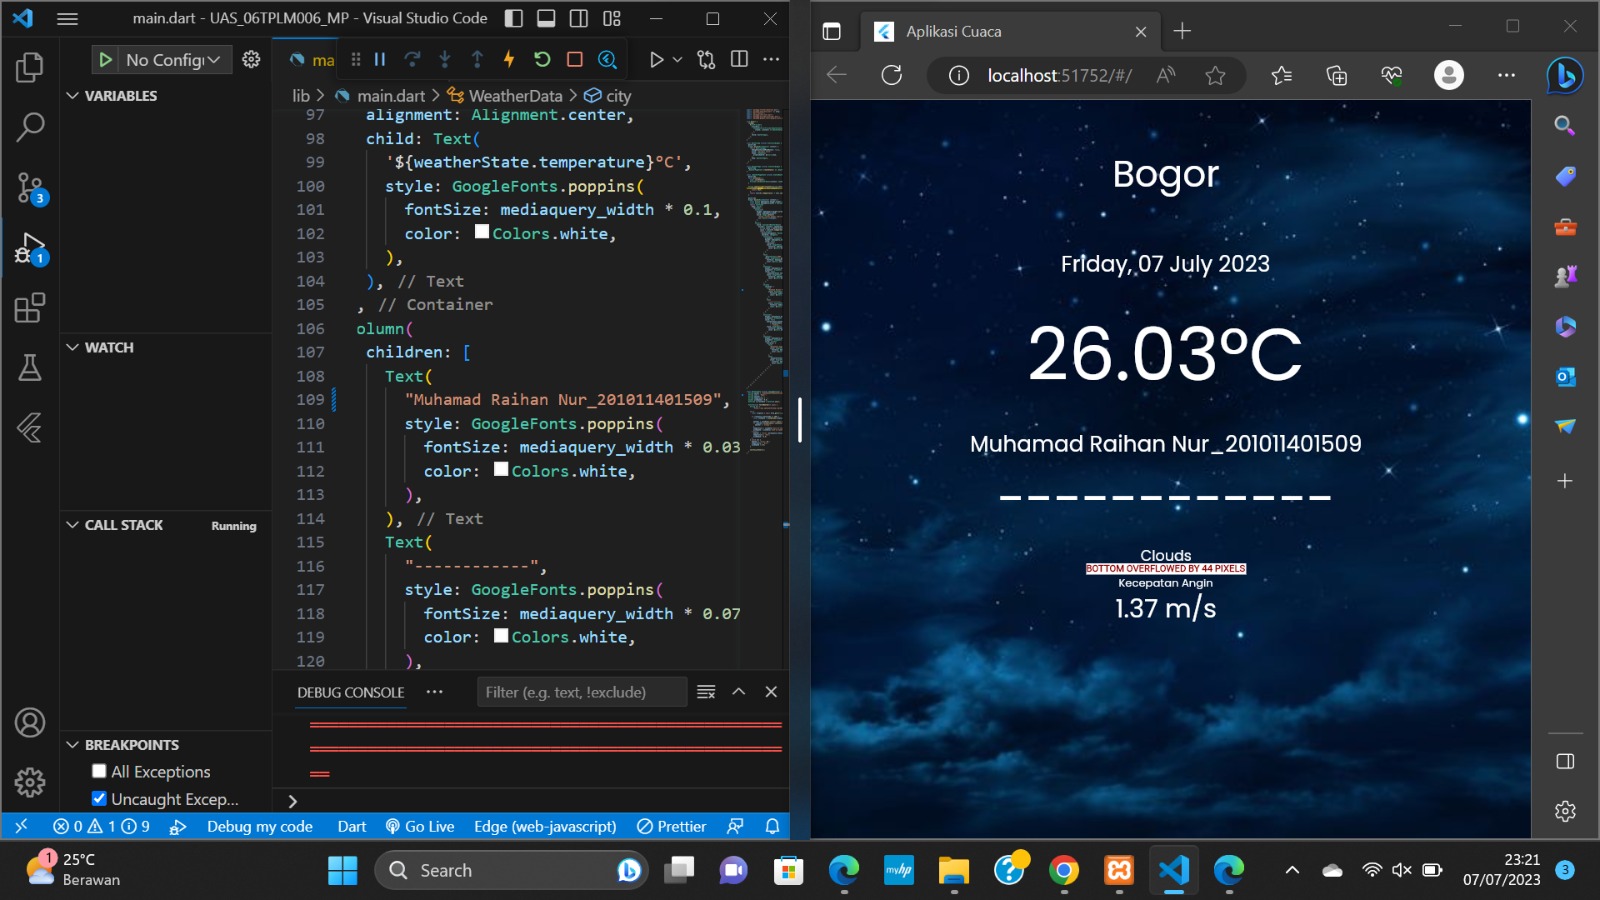 main.dart - UAS_06TPLM006_MP - Visual Studio Code
No Config
ma
VARIABLES
WATCH
CALL STACK
Running
BREAKPOINTS
All Exceptions
Uncaught Excep...
3
1
lib > main.dart > WeatherData > city
97 alignment: Alignment.center,
98 child: Text(
99 '${weatherState.temperature}°C',
100 style: GoogleFonts.poppins(
101 fontSize: mediaquery_width * 0.1,
102 color: Colors.white,
103 ),
104 ), // Text
105 , // Container
106 olumn(
107 children: [
108 Text(
109 "Muhamad Raihan Nur_201011401509",
110 style: GoogleFonts.poppins(
111 fontSize: mediaquery_width * 0.03
112 color: Colors.white,
113 ),
114 ), // Text
115 Text(
116 "------------",
117 style: GoogleFonts.poppins(
118 fontSize: mediaquery_width * 0.07
119 color: Colors.white,
120 ),
DEBUG CONSOLE
Filter (e.g. text, !exclude)
0 1 9 Debug my code Dart Go Live Edge (web-javascript) Prettier
Aplikasi Cuaca
localhost:51752/#/
Bogor
Friday, 07 July 2023
26.03°C
Muhamad Raihan Nur_201011401509
------------
Clouds
BOTTOM OVERFLOWED BY 44 PIXELS
Kecepatan Angin
1.37 m/s
1
25°C
Berawan
Search
myhp
23:21
07/07/2023
3